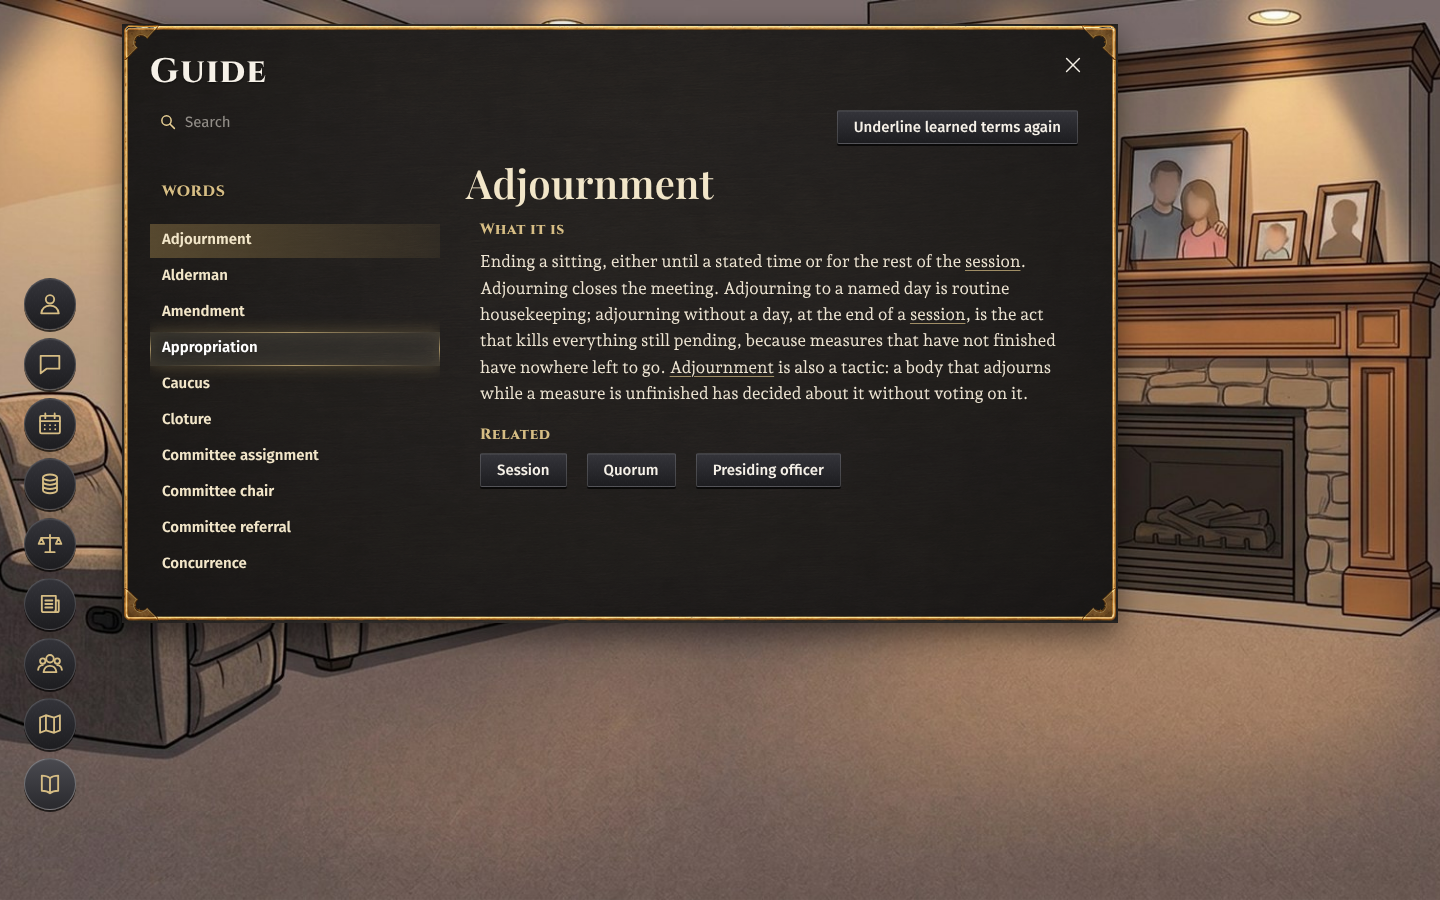 Guide
Search
Underline learned terms again
Words
Adjournment
Alderman
Amendment
Appropriation
Caucus
Cloture
Committee assignment
Committee chair
Committee referral
Concurrence
Adjournment
What it is
Ending a sitting, either until a stated time or for the rest of the session.
Adjourning closes the meeting. Adjourning to a named day is routine
housekeeping; adjourning without a day, at the end of a session, is the act
that kills everything still pending, because measures that have not finished
have nowhere left to go. Adjournment is also a tactic: a body that adjourns
while a measure is unfinished has decided about it without voting on it.
Related
Session
Quorum
Presiding officer